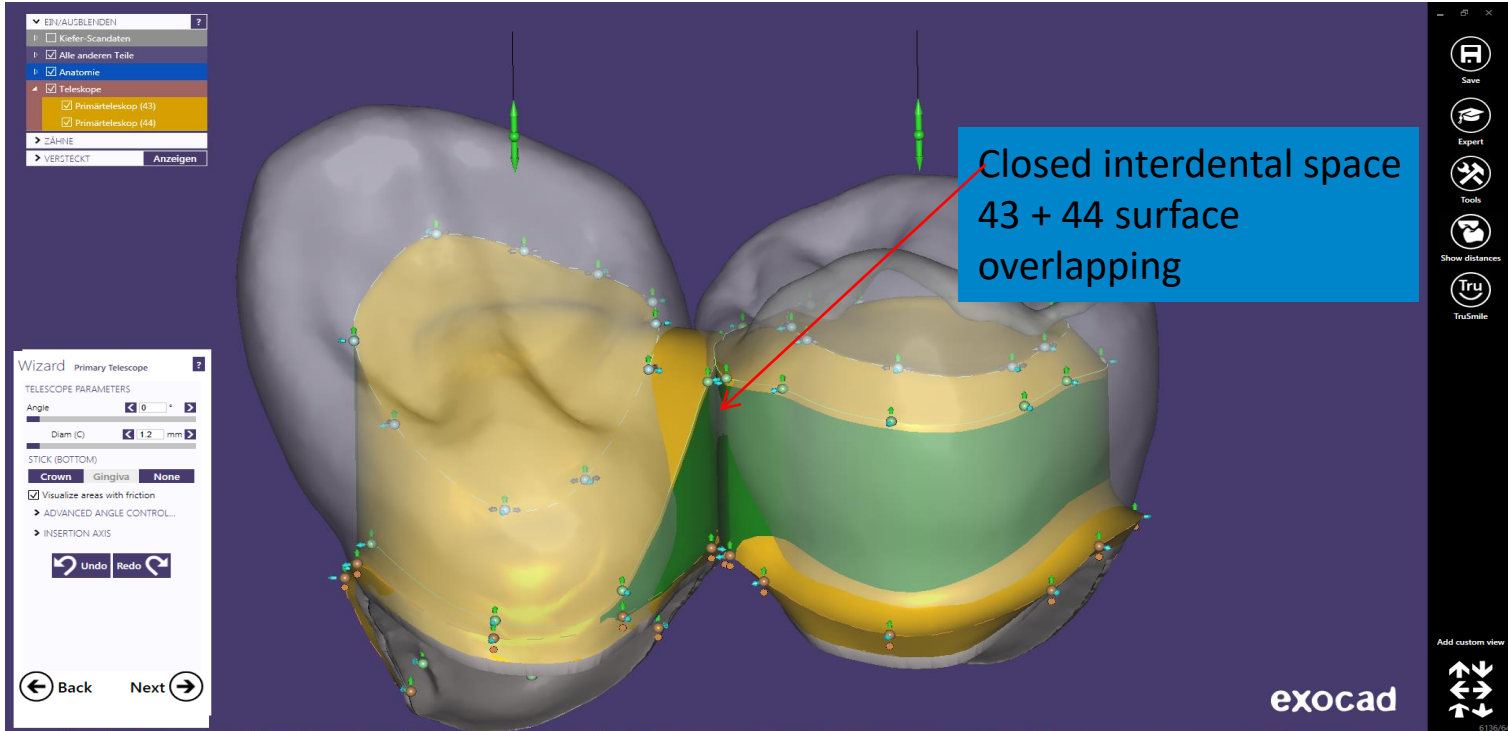 EIN/AUSBLENDEN ?
Kiefer-Scandaten
Alle anderen Teile
Anatomie
Teleskope
Primärteleskop (43)
Primärteleskop (44)
ZÄHNE
VERSTECKT Anzeigen
Closed interdental space
43 + 44 surface
overlapping
Wizard Primary Telescope ?
TELESCOPE PARAMETERS
Angle 0 °
Diam (C) 1.2 mm
STICK (BOTTOM)
Crown Gingiva None
Visualize areas with friction
ADVANCED ANGLE CONTROL...
INSERTION AXIS
Undo Redo
Back Next
Save
Expert
Tools
Show distances
Tru
TruSmile
Add custom view
exocad